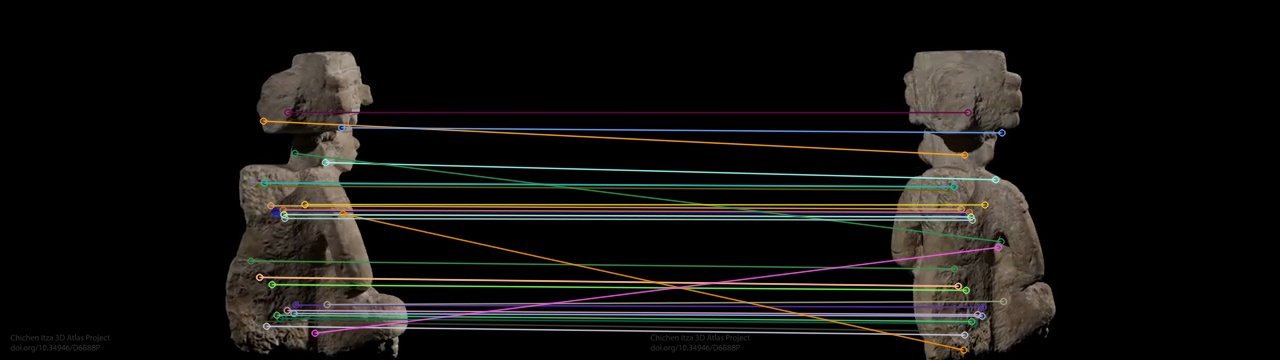 Chichen Itza 3D Atlas Project
doi.org/10.34946/D6B88P
Chichen Itza 3D Atlas Project
doi.org/10.34946/D6B88P